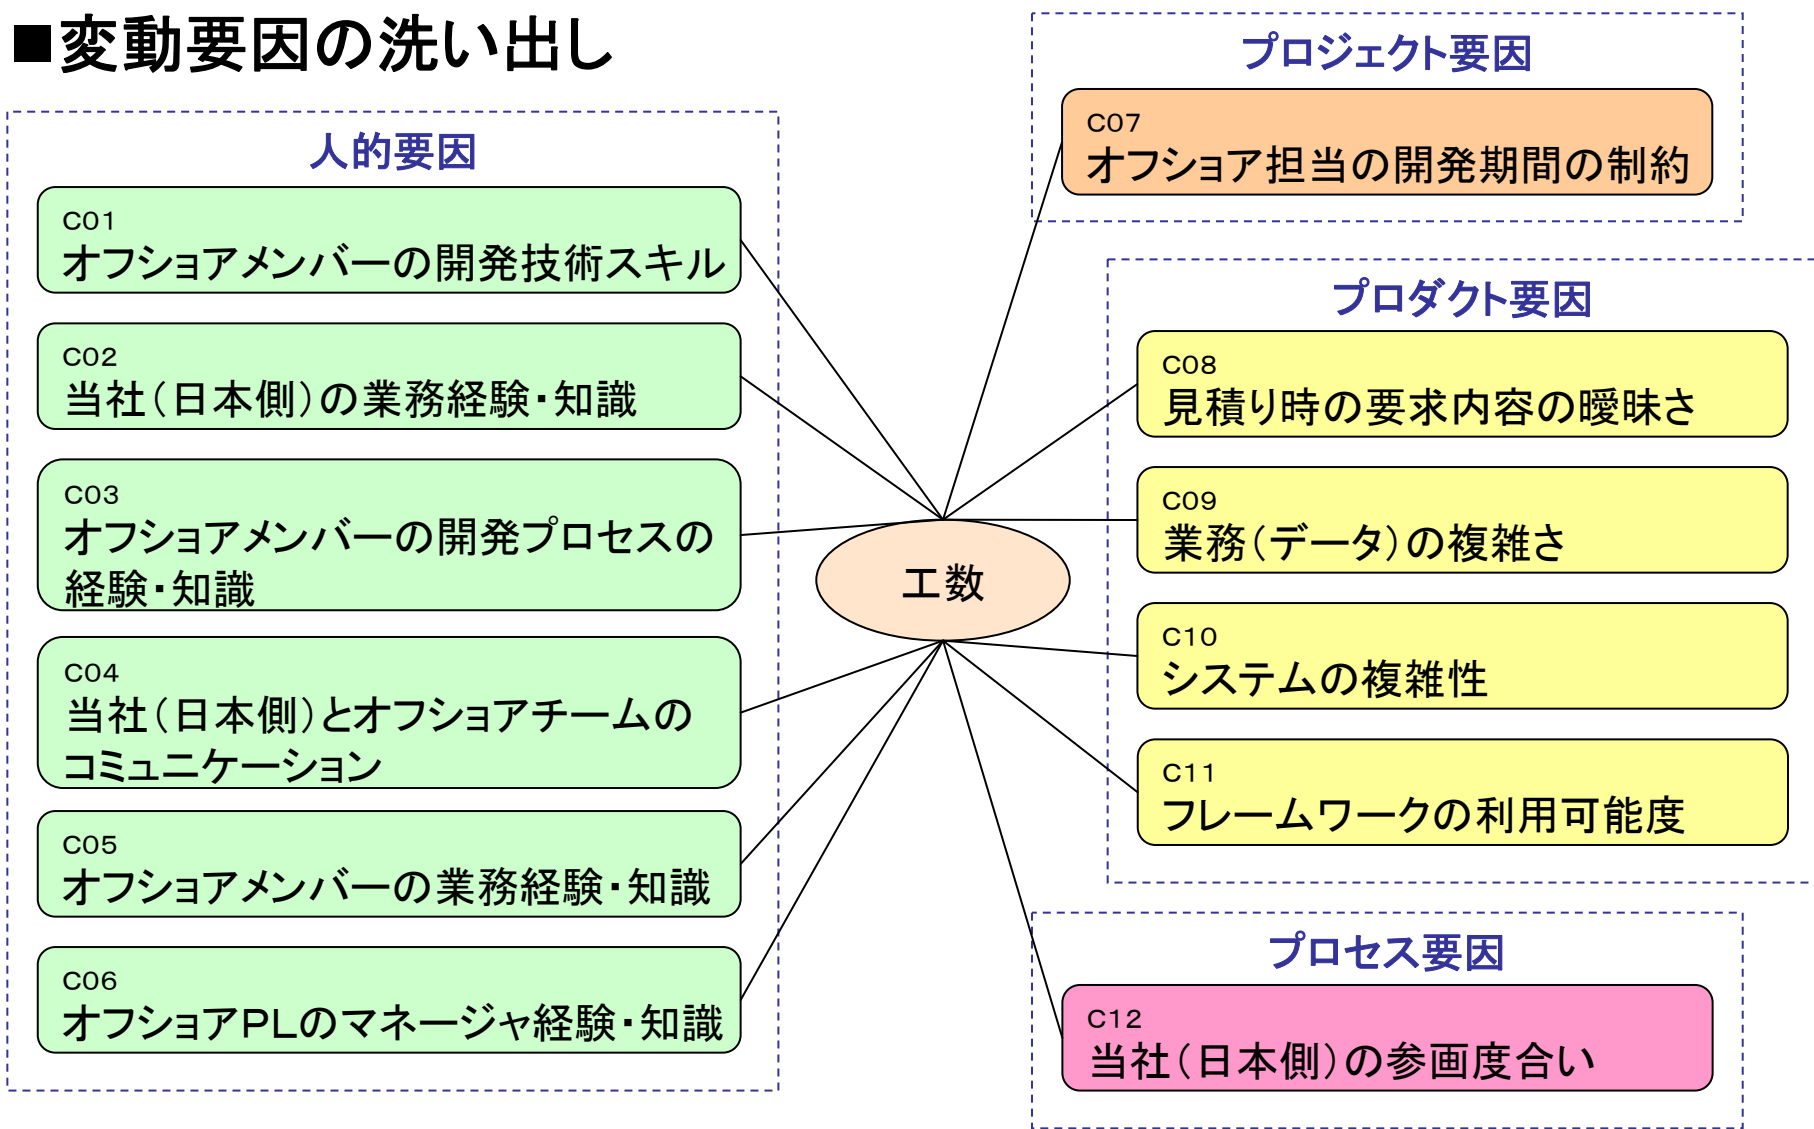 ■変動要因の洗い出し
人的要因
C01
オフショアメンバーの開発技術スキル
C02
当社(日本側)の業務経験・知識
C03
オフショアメンバーの開発プロセスの
経験・知識
C04
当社(日本側)とオフショアチームの
コミュニケーション
C05
オフショアメンバーの業務経験・知識
C06
オフショアPLのマネージャ経験・知識
工数
プロジェクト要因
C07
オフショア担当の開発期間の制約
プロダクト要因
C08
見積り時の要求内容の曖昧さ
C09
業務(データ)の複雑さ
C10
システムの複雑性
C11
フレームワークの利用可能度
プロセス要因
C12
当社(日本側)の参画度合い